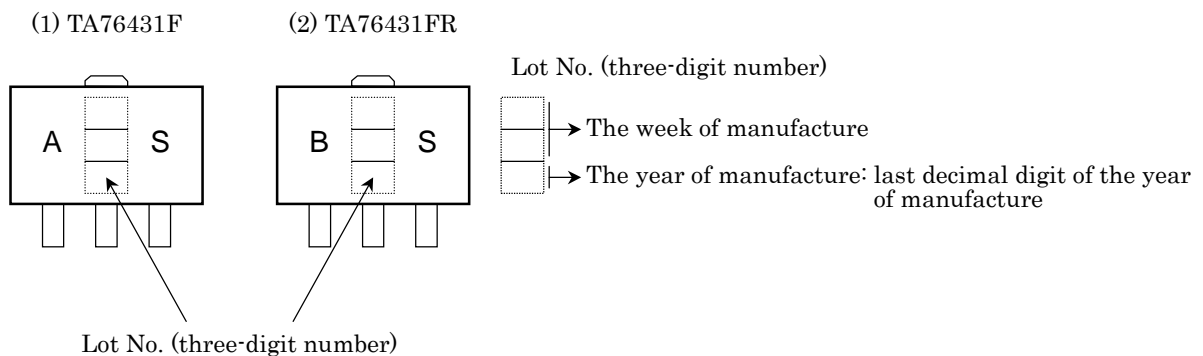 (1) TA76431F
(2) TA76431FR
Lot No. (three-digit number)
A S
B S
The week of manufacture
The year of manufacture: last decimal digit of the year
of manufacture
Lot No. (three-digit number)